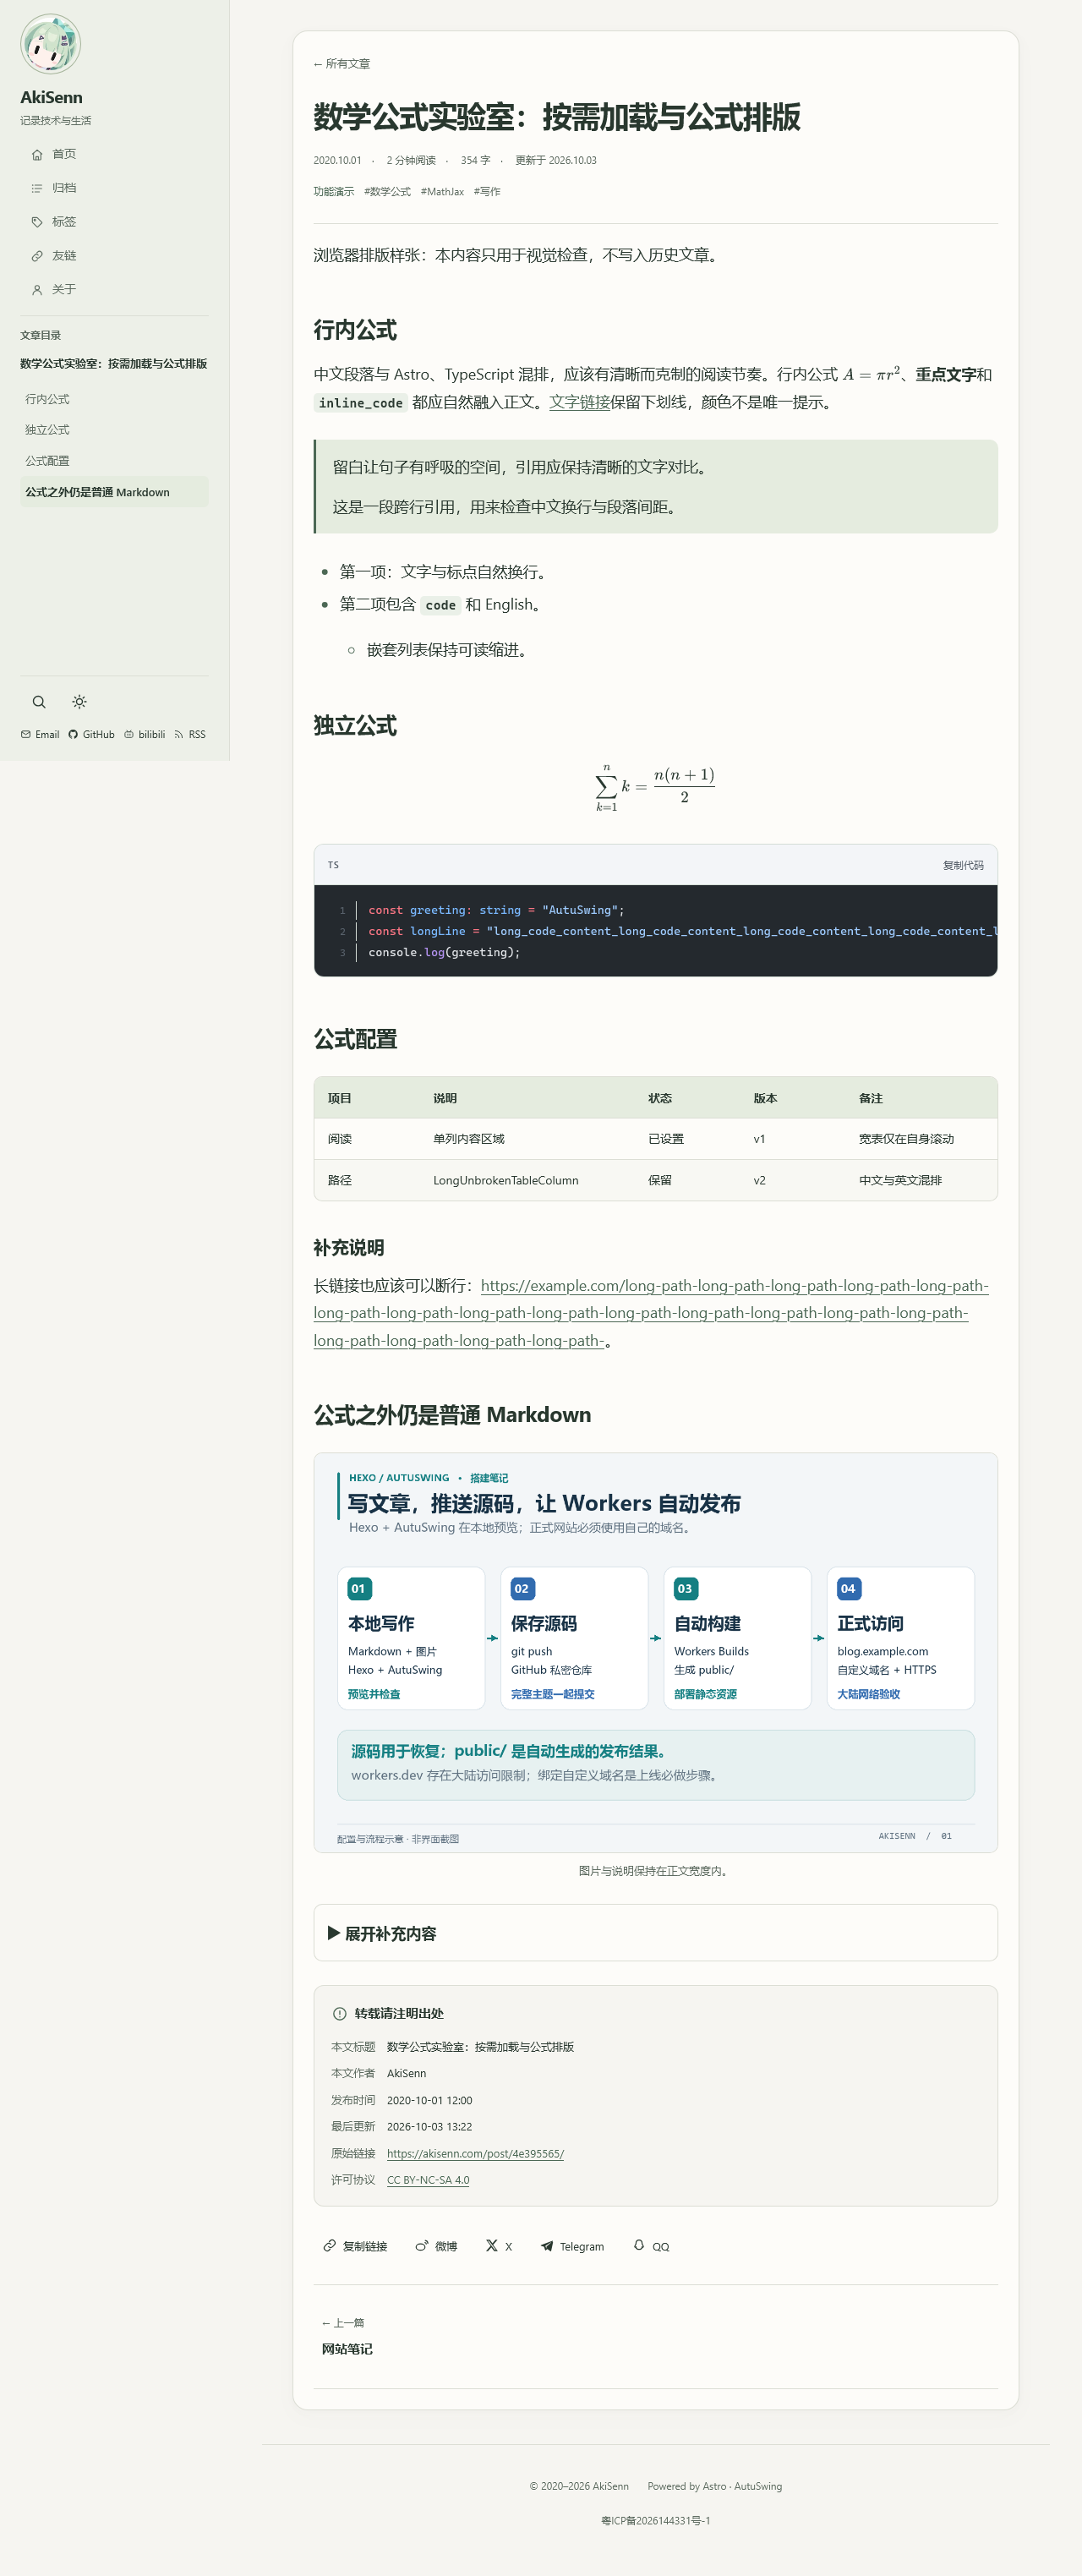 AkiSenn
记录技术与生活
首页
归档
标签
友链
关于
文章目录
数学公式实验室：按需加载与公式排版
行内公式
独立公式
公式配置
公式之外仍是普通 Markdown
Email GitHub bilibili RSS
← 所有文章
数学公式实验室：按需加载与公式排版
2020.10.01 · 2 分钟阅读 · 354 字 · 更新于 2026.10.03
功能演示 #数学公式 #MathJax #写作
浏览器排版样张：本内容只用于视觉检查，不写入历史文章。
行内公式
中文段落与 Astro、TypeScript 混排，应该有清晰而克制的阅读节奏。行内公式 A = πr²、重点文字和
inline_code 都应自然融入正文。文字链接保留下划线，颜色不是唯一提示。
留白让句子有呼吸的空间，引用应保持清晰的文字对比。
这是一段跨行引用，用来检查中文换行与段落间距。
第一项：文字与标点自然换行。
第二项包含 code 和 English。
嵌套列表保持可读缩进。
独立公式
∑_{k=1}^{n} k = n(n + 1) / 2
TS 复制代码
1 const greeting: string = "AutuSwing";
2 const longLine = "long_code_content_long_code_content_long_code_content_long_code_content_l
3 console.log(greeting);
公式配置
项目 说明 状态 版本 备注
阅读 单列内容区域 已设置 v1 宽表仅在自身滚动
路径 LongUnbrokenTableColumn 保留 v2 中文与英文混排
补充说明
长链接也应该可以断行：https://example.com/long-path-long-path-long-path-long-path-long-path-
long-path-long-path-long-path-long-path-long-path-long-path-long-path-long-path-long-path-
long-path-long-path-long-path-long-path-。
公式之外仍是普通 Markdown
HEXO / AUTUSWING • 搭建笔记
写文章，推送源码，让 Workers 自动发布
Hexo + AutuSwing 在本地预览；正式网站必须使用自己的域名。
01
本地写作
Markdown + 图片
Hexo + AutuSwing
预览并检查
02
保存源码
git push
GitHub 私密仓库
完整主题一起提交
03
自动构建
Workers Builds
生成 public/
部署静态资源
04
正式访问
blog.example.com
自定义域名 + HTTPS
大陆网络验收
源码用于恢复；public/ 是自动生成的发布结果。
workers.dev 存在大陆访问限制；绑定自定义域名是上线必做步骤。
配置与流程示意 · 非界面截图 AKISENN / 01
图片与说明保持在正文宽度内。
▶ 展开补充内容
转载请注明出处
本文标题 数学公式实验室：按需加载与公式排版
本文作者 AkiSenn
发布时间 2020-10-01 12:00
最后更新 2026-10-03 13:22
原始链接 https://akisenn.com/post/4e395565/
许可协议 CC BY-NC-SA 4.0
复制链接 微博 X Telegram QQ
← 上一篇
网站笔记
© 2020–2026 AkiSenn Powered by Astro · AutuSwing
粤ICP备2026144331号-1